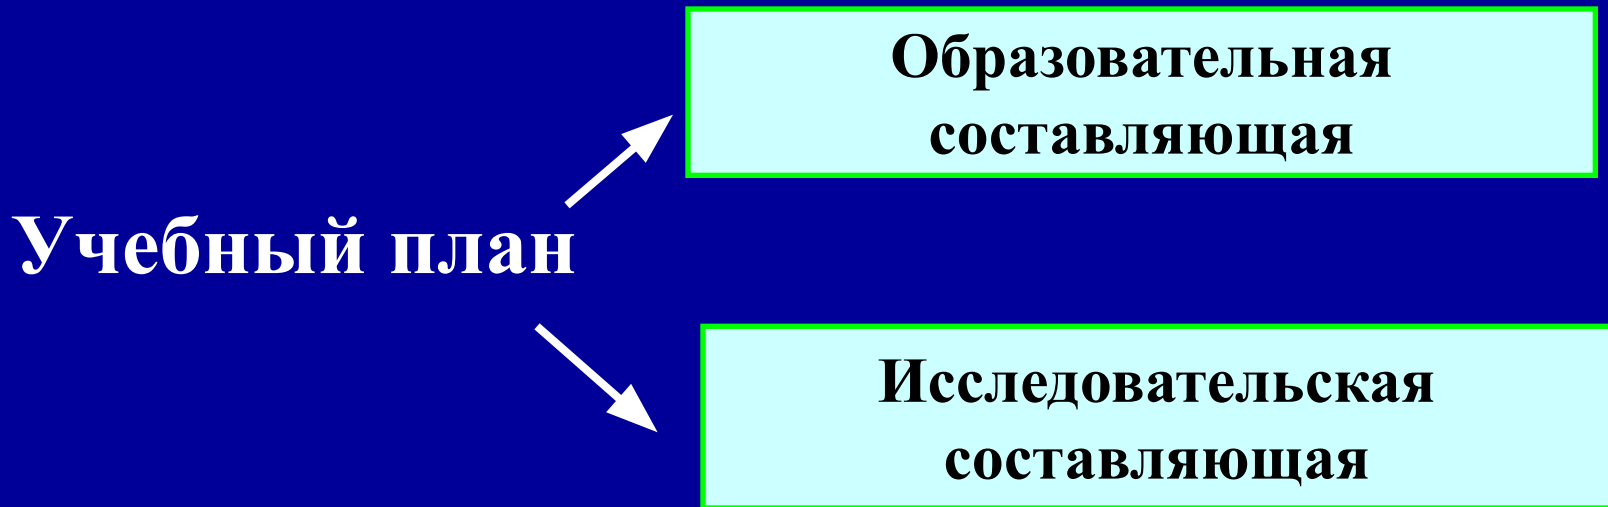 Образовательная
составляющая
Учебный план
Исследовательская
составляющая